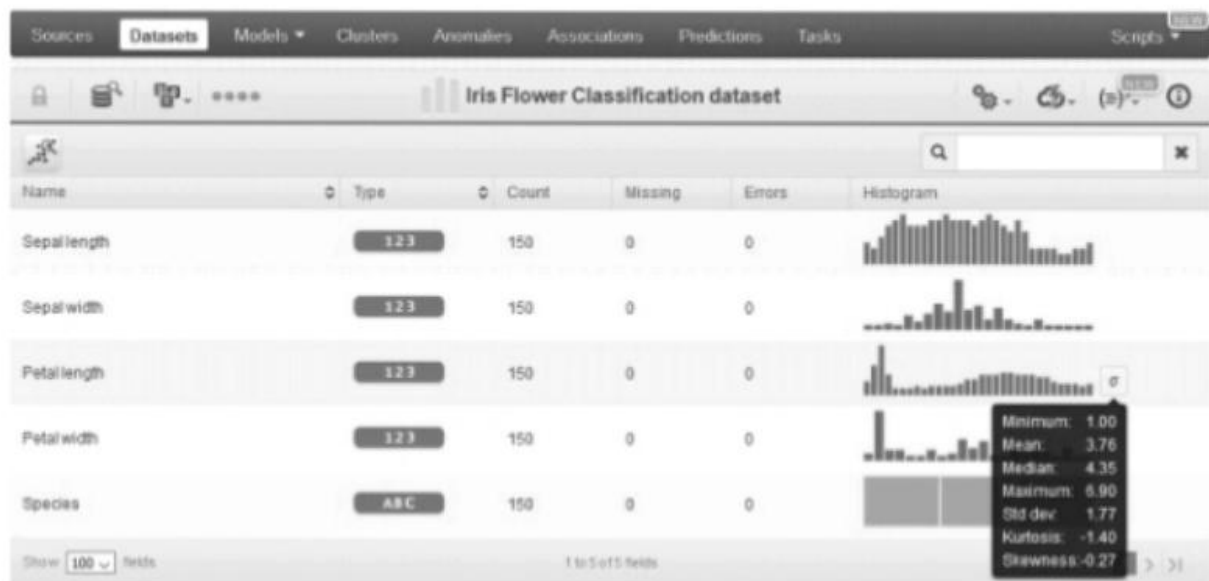 Sources Datasets Models Clusters Anomalies Associations Predictions Tasks Scripts NEW
Iris Flower Classification dataset NEW
Name Type Count Missing Errors Histogram
Sepal length 123 150 0 0
Sepal width 123 150 0 0
Petal length 123 150 0 0 σ
Petal width 123 150 0 0
Species ABC 150 0 0
Minimum: 1.00
Mean: 3.76
Median: 4.35
Maximum: 6.90
Std dev: 1.77
Kurtosis: -1.40
Skewness: -0.27
Show 100 fields 1 to 5 of 5 fields